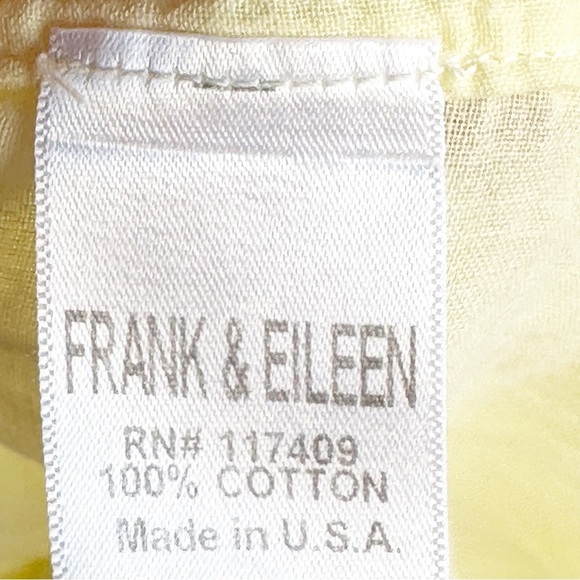 FRANK & EILEEN
RN# 117409
100% COTTON
Made in U.S.A.